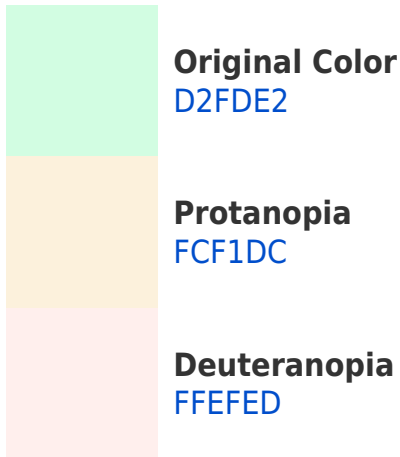 Original Color
D2FDE2
Protanopia
FCF1DC
Deuteranopia
FFEFED